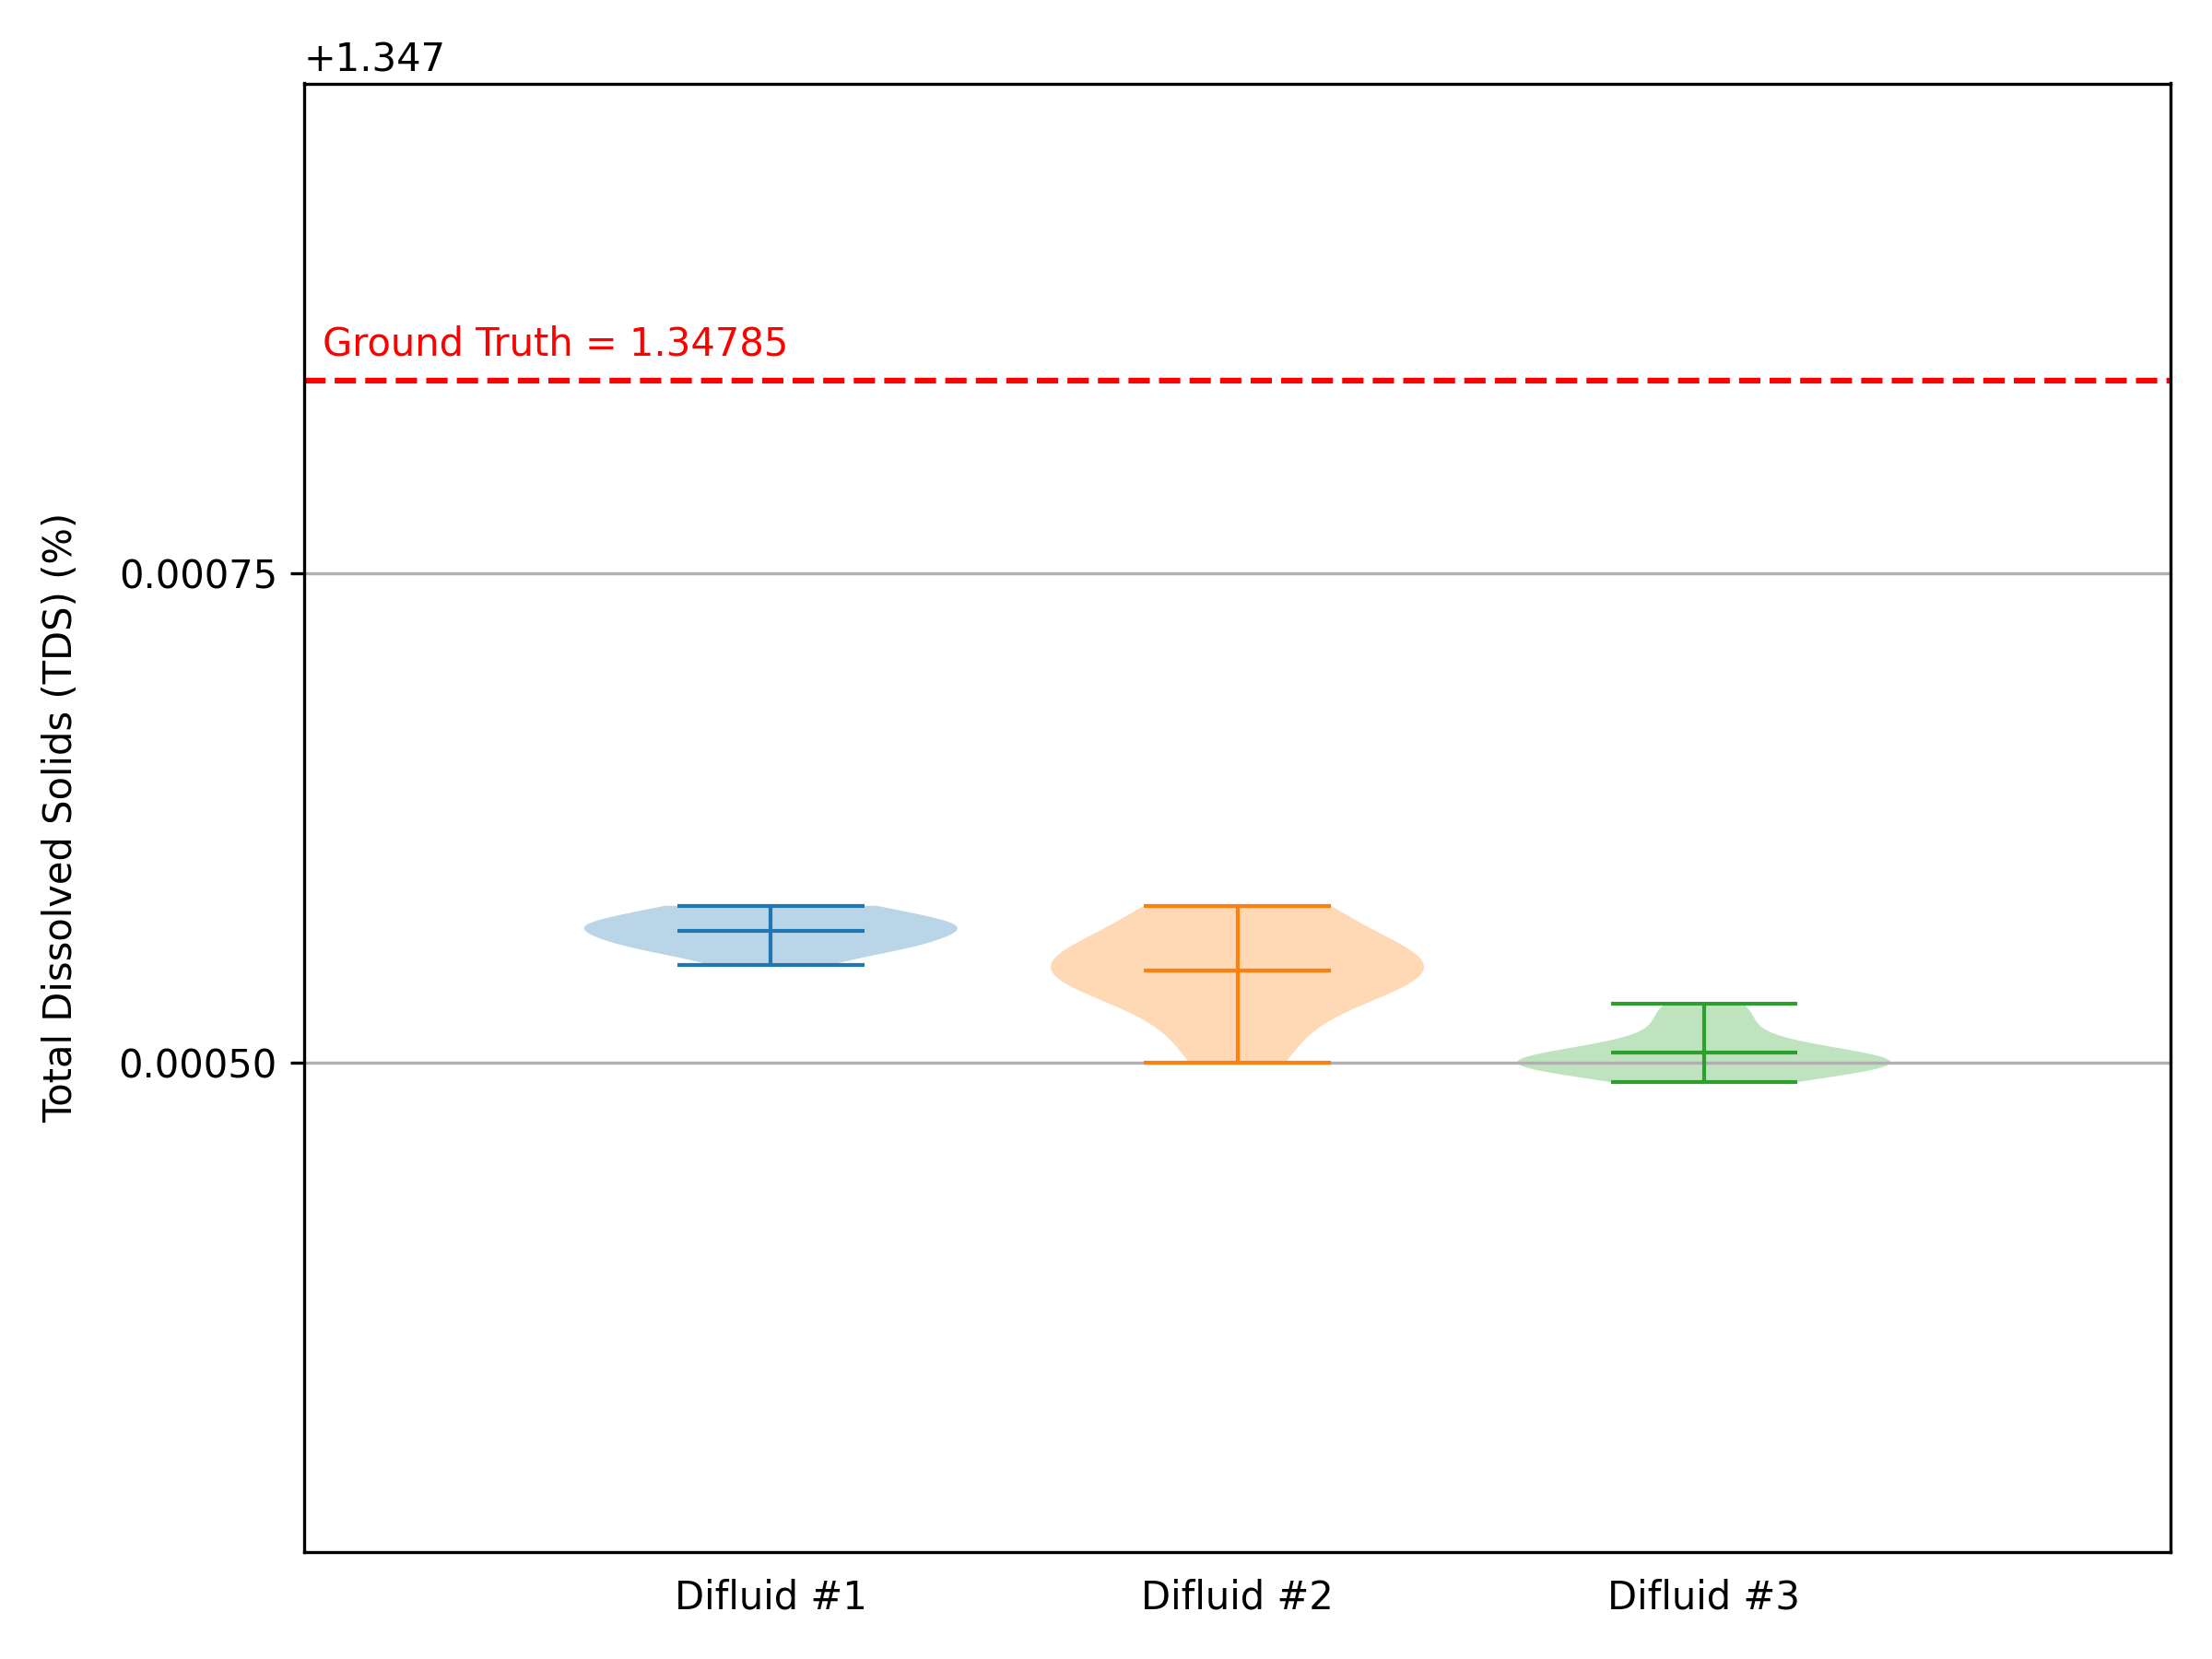 +1.347
Ground Truth = 1.34785
0.00075
0.00050
Total Dissolved Solids (TDS) (%)
Difluid #1
Difluid #2
Difluid #3